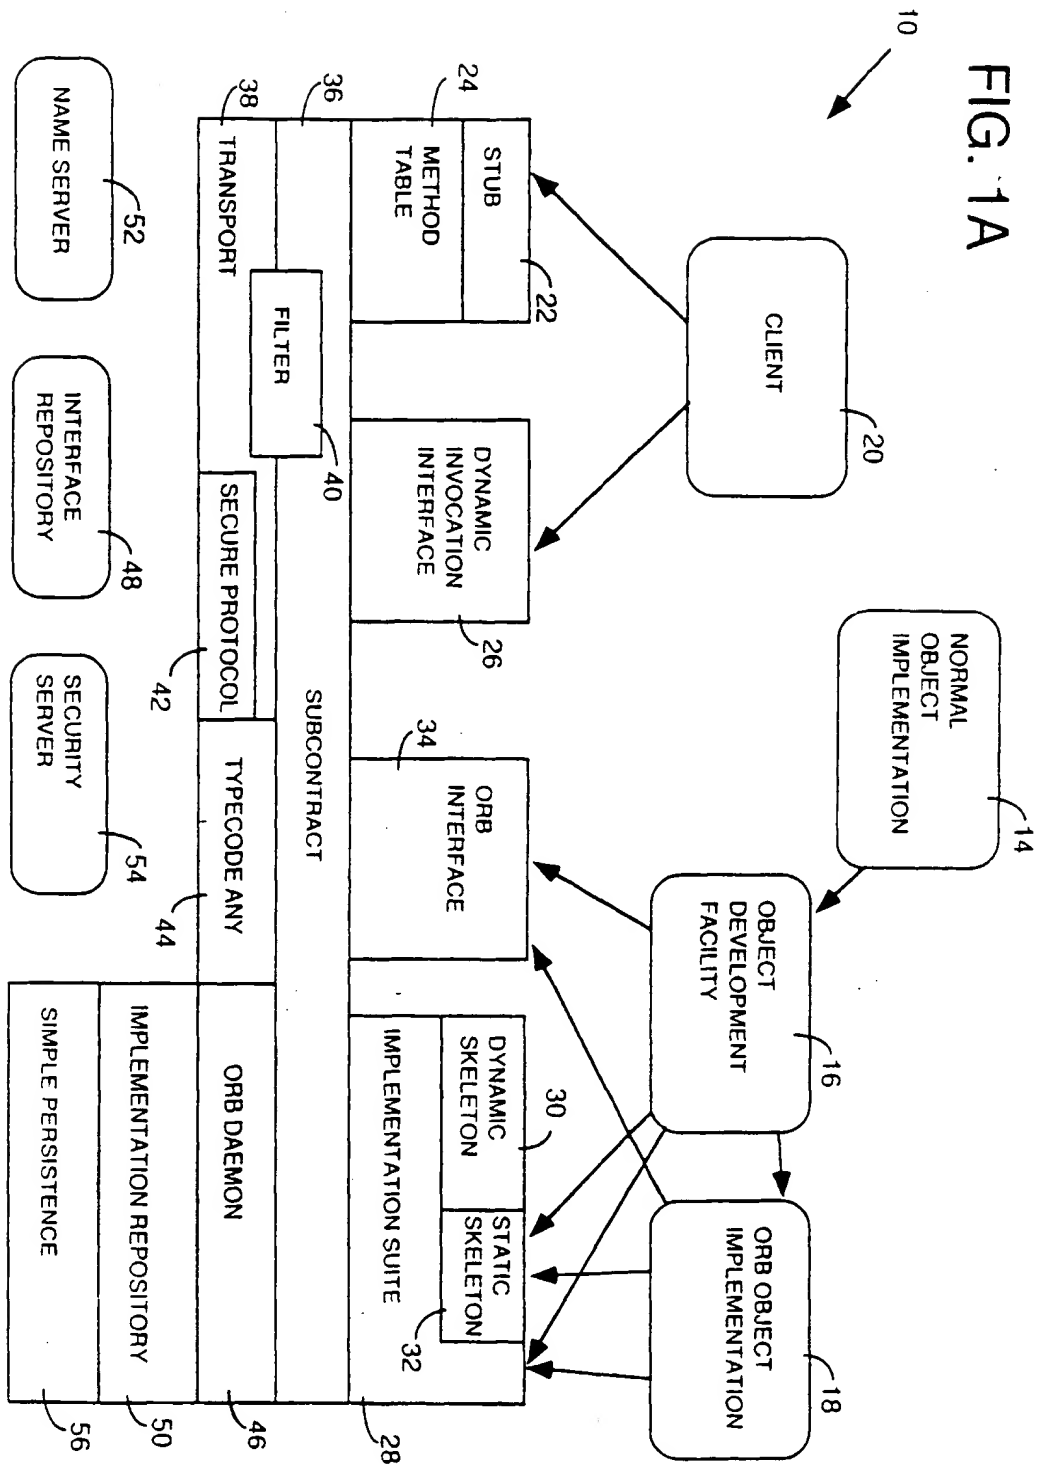 FIG. 1A
10
CLIENT
20
NORMAL
OBJECT
IMPLEMENTATION
14
OBJECT
DEVELOPMENT
FACILITY
16
ORB OBJECT
IMPLEMENTATION
18
STUB
22
METHOD
TABLE
24
DYNAMIC
INVOCATION
INTERFACE
26
ORB
INTERFACE
34
DYNAMIC
SKELETON
30
STATIC
SKELETON
32
IMPLEMENTATION SUITE
28
36
SUBCONTRACT
FILTER
40
38
TRANSPORT
SECURE PROTOCOL
42
TYPECODE ANY
44
ORB DAEMON
46
IMPLEMENTATION REPOSITORY
50
SIMPLE PERSISTENCE
56
NAME SERVER
52
INTERFACE
REPOSITORY
48
SECURITY
SERVER
54